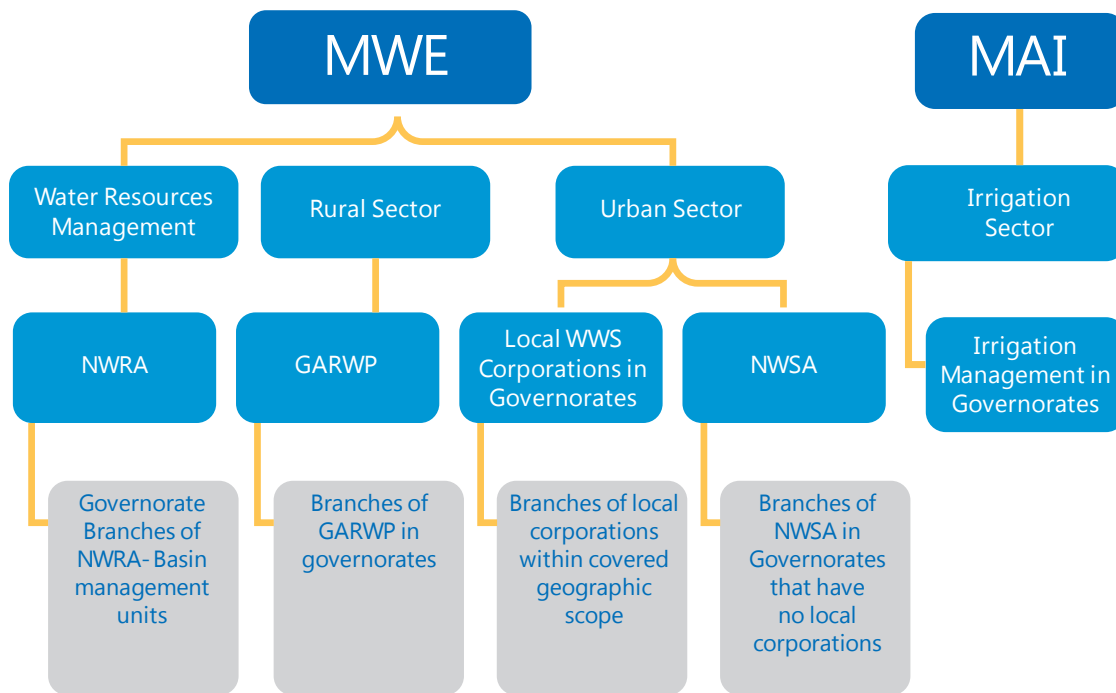 MWE
MAI
Water Resources
Management
Rural Sector
Urban Sector
Irrigation
Sector
NWRA
GARWP
Local WWS
Corporations in
Governorates
NWSA
Irrigation
Management in
Governorates
Governorate
Branches of
NWRA- Basin
management
units
Branches of
GARWP in
governorates
Branches of local
corporations
within covered
geographic
scope
Branches of
NWSA in
Governorates
that have
no local
corporations